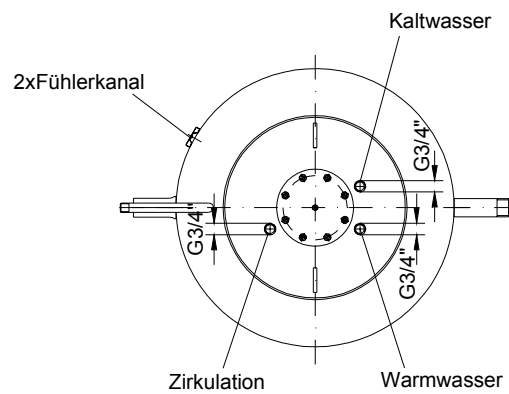 Kaltwasser
2xFühlerkanal
G3/4"
G3/4"
G3/4"
Zirkulation
Warmwasser